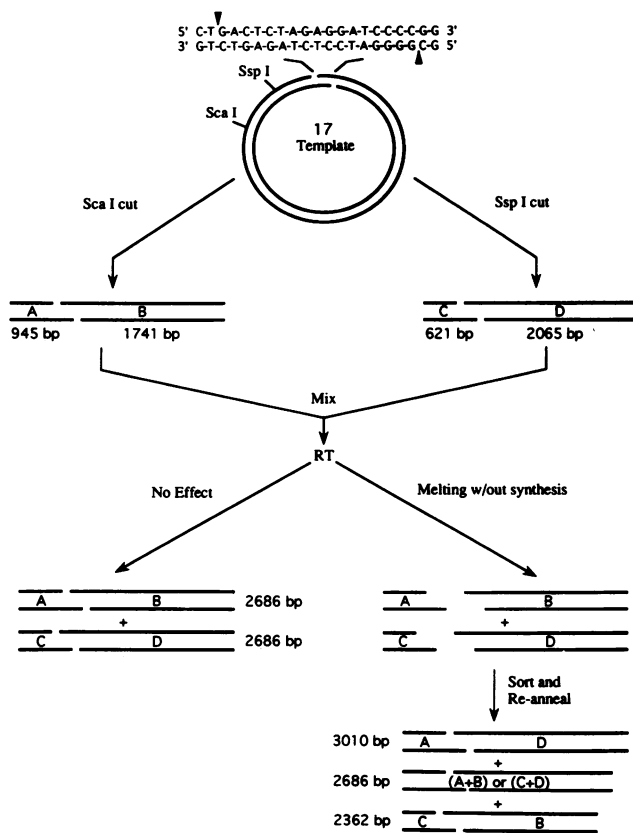 5' C-T-G-A-C-T-C-T-A-G-A-G-G-A-T-C-C-C-C-G-G 3'
3' G-T-C-T-G-A-G-A-T-C-T-C-C-T-A-G-G-G-G-C-G 5'
Ssp I
Sca I
17
Template
Sca I cut
Ssp I cut
A B
C D
945 bp 1741 bp
621 bp 2065 bp
Mix
RT
No Effect
Melting w/out synthesis
A B 2686 bp
+
C D 2686 bp
A B
+
C D
Sort and
Re-anneal
3010 bp A D
+
2686 bp (A+B) or (C+D)
+
2362 bp C B